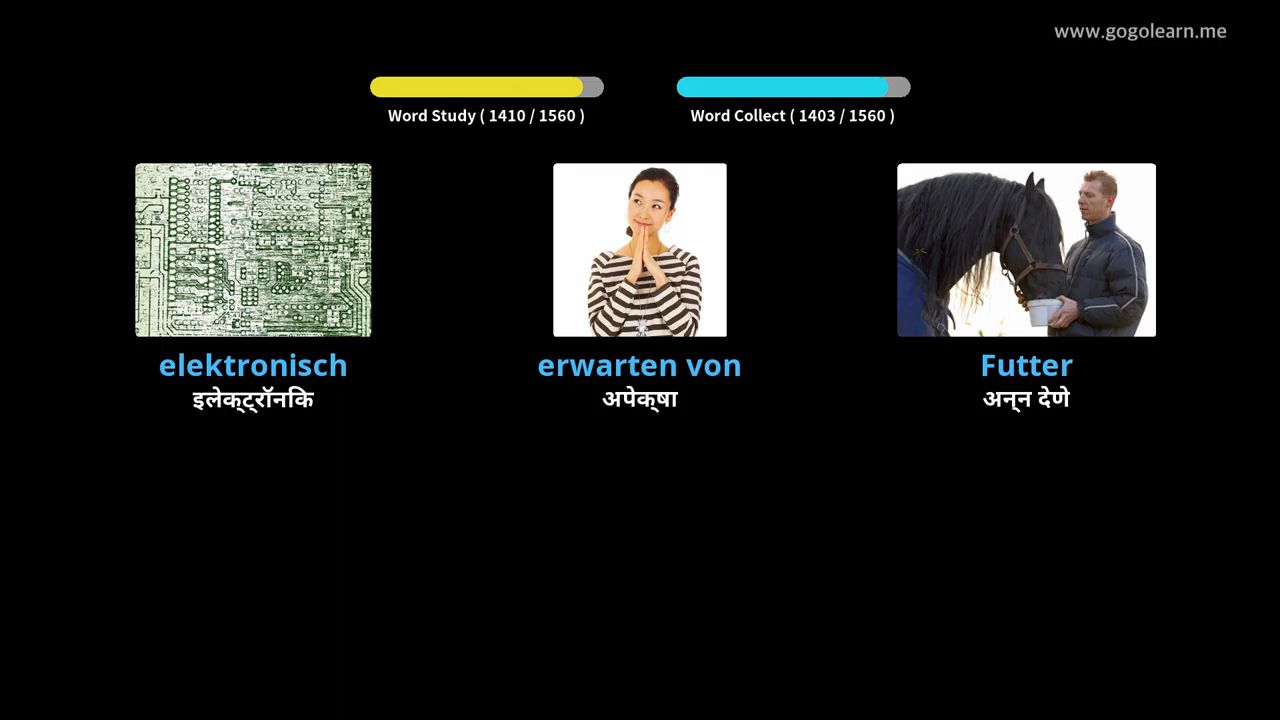 www.gogolearn.me
Word Study ( 1410 / 1560 )
Word Collect ( 1403 / 1560 )
elektronisch
इलेक्ट्रॉनकि
erwarten von
अपेक्षा
Futter
अन्न देणे